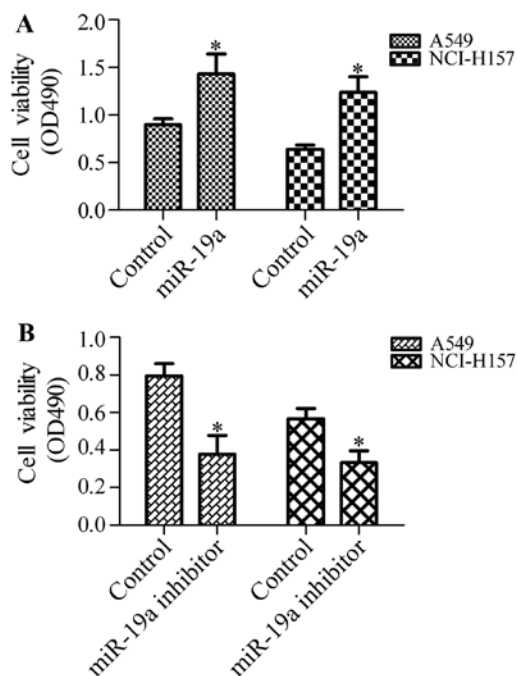 A
Cell viability
(OD490)
2.0
1.5
1.0
0.5
0.0
*
*
A549
NCI-H157
Control
miR-19a
Control
miR-19a
B
Cell viability
(OD490)
1.0
0.8
0.6
0.4
0.2
0.0
*
*
A549
NCI-H157
Control
miR-19a inhibitor
Control
miR-19a inhibitor